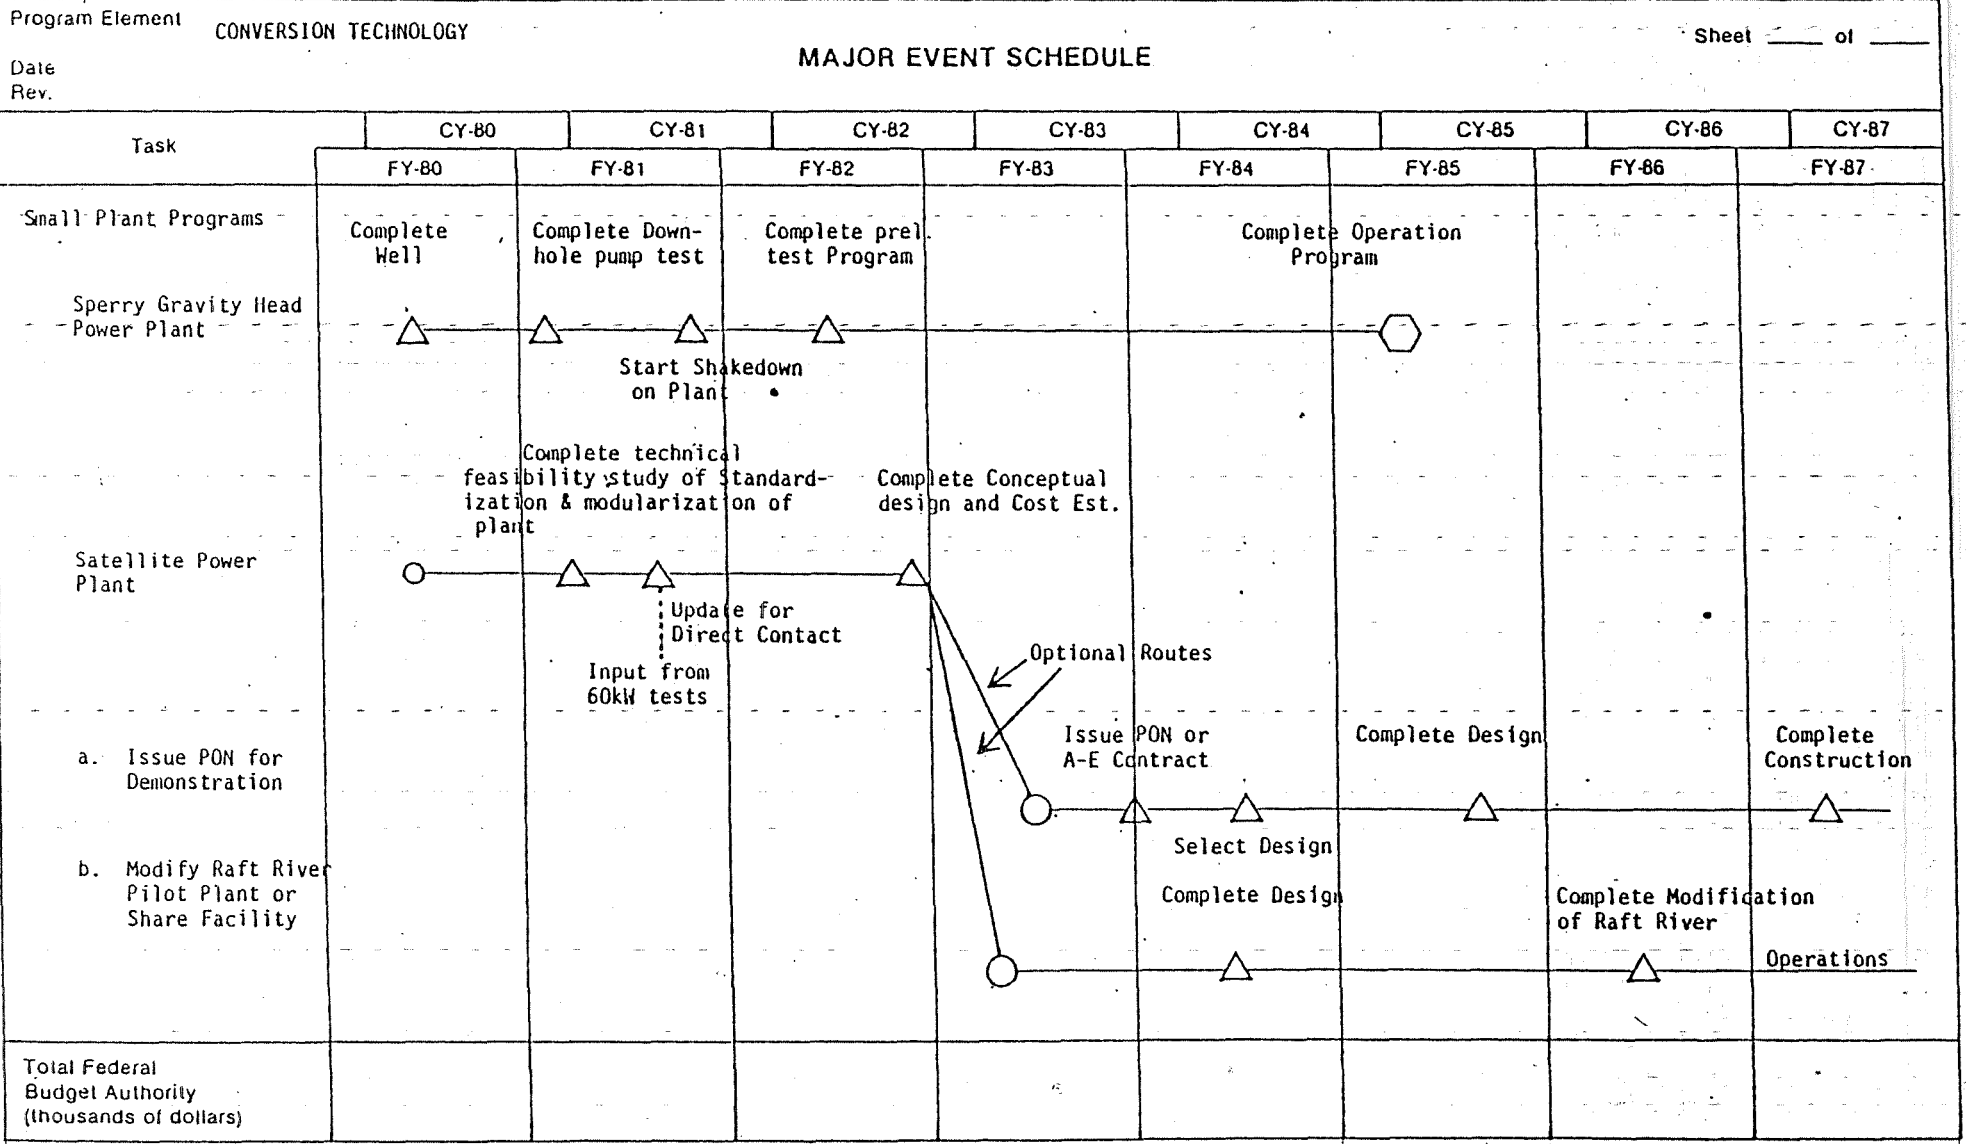 Program Element
CONVERSION TECHNOLOGY
MAJOR EVENT SCHEDULE
Sheet ____ of ____
Date
Rev.
Task
CY-80 CY-81 CY-82 CY-83 CY-84 CY-85 CY-86 CY-87
FY-80 FY-81 FY-82 FY-83 FY-84 FY-85 FY-86 FY-87
Small Plant Programs
Complete
Well
Complete Down-
hole pump test
Complete prel.
test Program
Complete Operation
Program
Sperry Gravity Head
Power Plant
Start Shakedown
on Plant
Complete technical
feasibility study of Standard-
ization & modularization of
plant
Complete Conceptual
design and Cost Est.
Satellite Power
Plant
Update for
Direct Contact
Input from
60kW tests
Optional Routes
a. Issue PON for
Demonstration
Issue PON or
A-E Contract
Complete Design
Complete
Construction
Select Design
b. Modify Raft River
Pilot Plant or
Share Facility
Complete Design
Complete Modification
of Raft River
Operations
Total Federal
Budget Authority
(thousands of dollars)